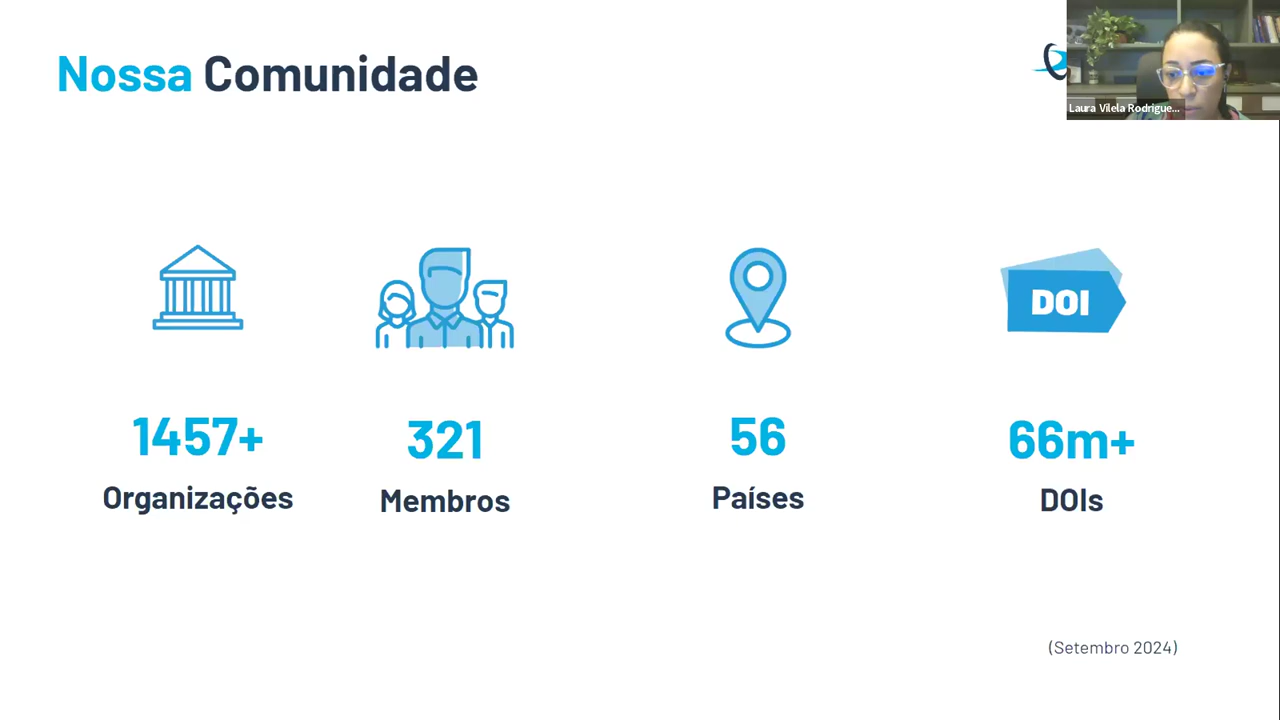 Nossa Comunidade
Laura Vilela Rodrigue...
DOI
1457+
Organizações
321
Membros
56
Países
66m+
DOIs
(Setembro 2024)